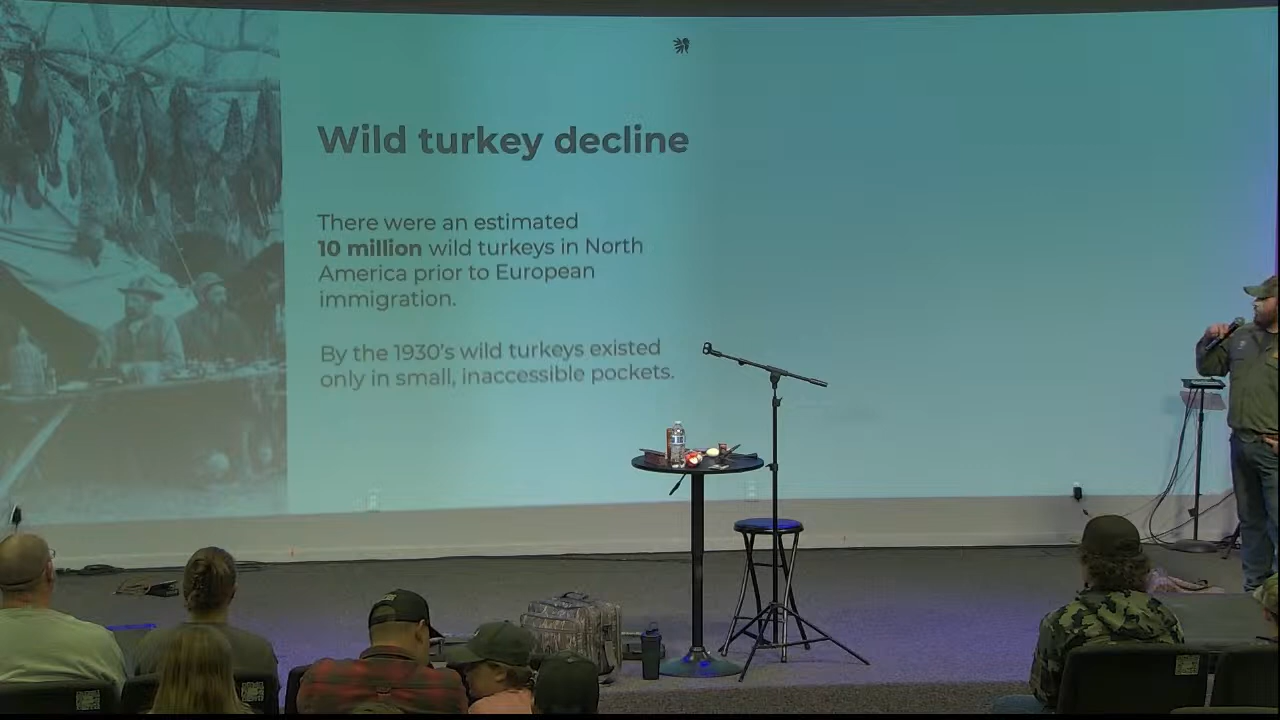 Wild turkey decline
There were an estimated
10 million wild turkeys in North
America prior to European
immigration.
By the 1930's wild turkeys existed
only in small, inaccessible pockets.